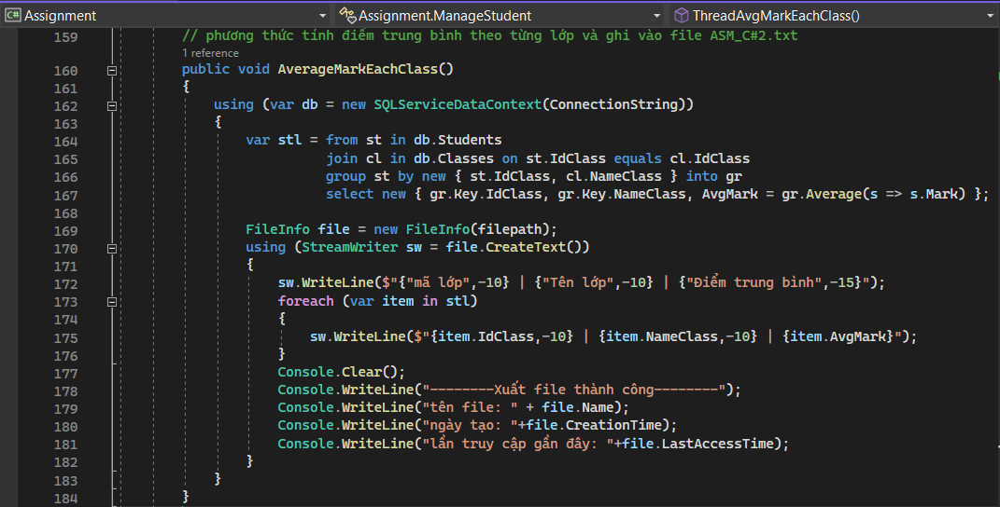 C# Assignment Assignment.ManageStudent ThreadAvgMarkEachClass()
159 // phương thức tính điểm trung bình theo từng lớp và ghi vào file ASM_C#2.txt
1 reference
160 public void AverageMarkEachClass()
161 {
162 using (var db = new SQLServiceDataContext(ConnectionString))
163 {
164 var stl = from st in db.Students
165 join cl in db.Classes on st.IdClass equals cl.IdClass
166 group st by new { st.IdClass, cl.NameClass } into gr
167 select new { gr.Key.IdClass, gr.Key.NameClass, AvgMark = gr.Average(s => s.Mark) };
168
169 FileInfo file = new FileInfo(filepath);
170 using (StreamWriter sw = file.CreateText())
171 {
172 sw.WriteLine($"{"mã lớp",-10} | {"Tên lớp",-10} | {"Điểm trung bình",-15}");
173 foreach (var item in stl)
174 {
175 sw.WriteLine($"{item.IdClass,-10} | {item.NameClass,-10} | {item.AvgMark}");
176 }
177 Console.Clear();
178 Console.WriteLine("--------Xuất file thành công--------");
179 Console.WriteLine("tên file: " + file.Name);
180 Console.WriteLine("ngày tạo: "+file.CreationTime);
181 Console.WriteLine("lần truy cập gần đây: "+file.LastAccessTime);
182 }
183 }
184 }